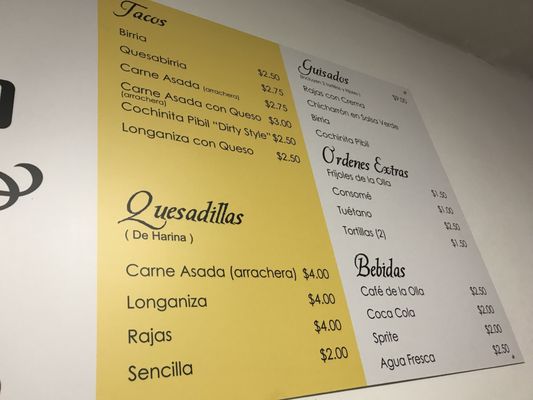 Tacos
Birria $2.50
Quesabirria $2.75
Carne Asada (arrachera) $2.75
Carne Asada con Queso $3.00
(arrachera)
Cochinita Pibil "Dirty Style" $2.50
Longaniza con Queso $2.50
Quesadillas
( De Harina )
Carne Asada (arrachera) $4.00
Longaniza $4.00
Rajas $4.00
Sencilla $2.00
Guisados $9.00
Rajas con Crema
Chicharrón en Salsa Verde
Birria
Cochinita Pibil
Ordenes Extras
Frijoles de la Olla $1.50
Consomé $1.00
Tuétano $2.50
Tortillas (2) $1.50
Bebidas
Café de la Olla $2.50
Coca Cola $2.00
Sprite $2.00
Agua Fresca $2.50